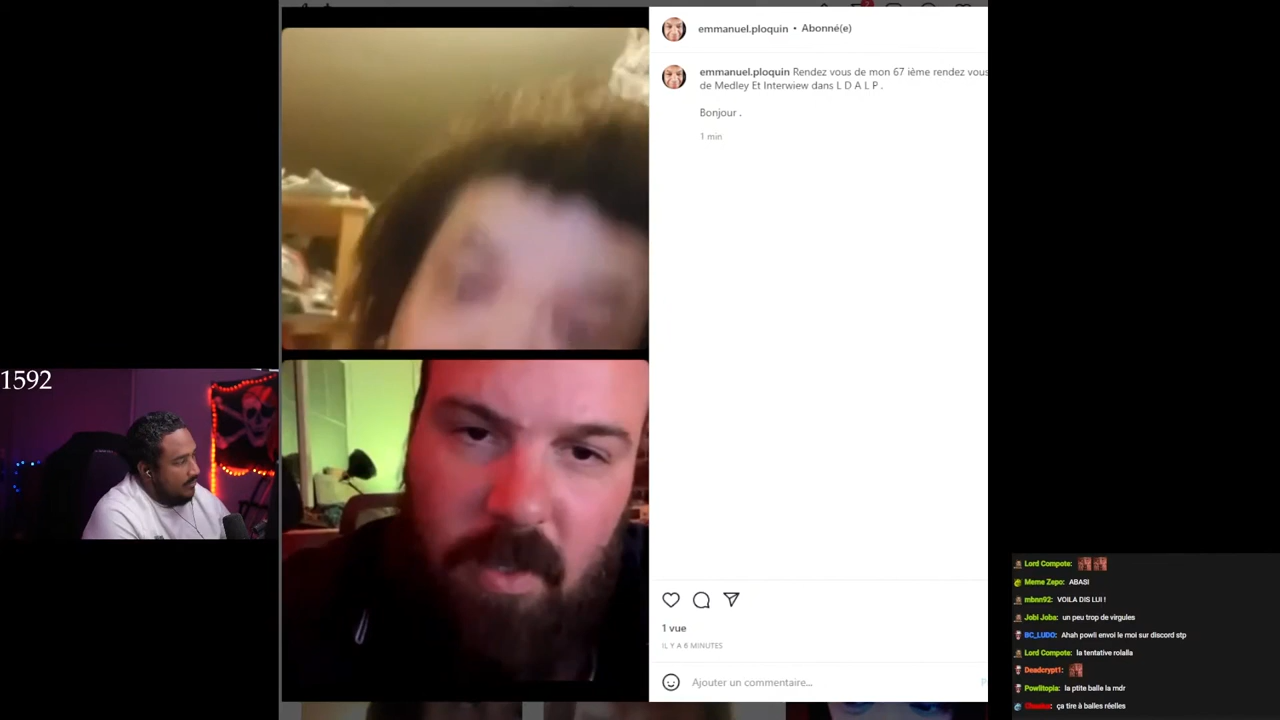 emmanuel.ploquin • Abonné(e)
emmanuel.ploquin Rendez vous de mon 67 ième rendez vous
de Medley Et Interwiew dans L D A L P .
Bonjour .
1 min
1592
1 vue
IL Y A 6 MINUTES
Ajouter un commentaire...
Lord Compote:
Meme Zepo: ABASI
mbnn92: VOILA DIS LUI !
Jobi Joba: un peu trop de virgules
BC_LUDO: Ahah powli envoi le moi sur discord stp
Lord Compote: la tentative rolalla
Deadcrypt1:
Powlitopia: la ptite balle la mdr
ça tire à balles réelles